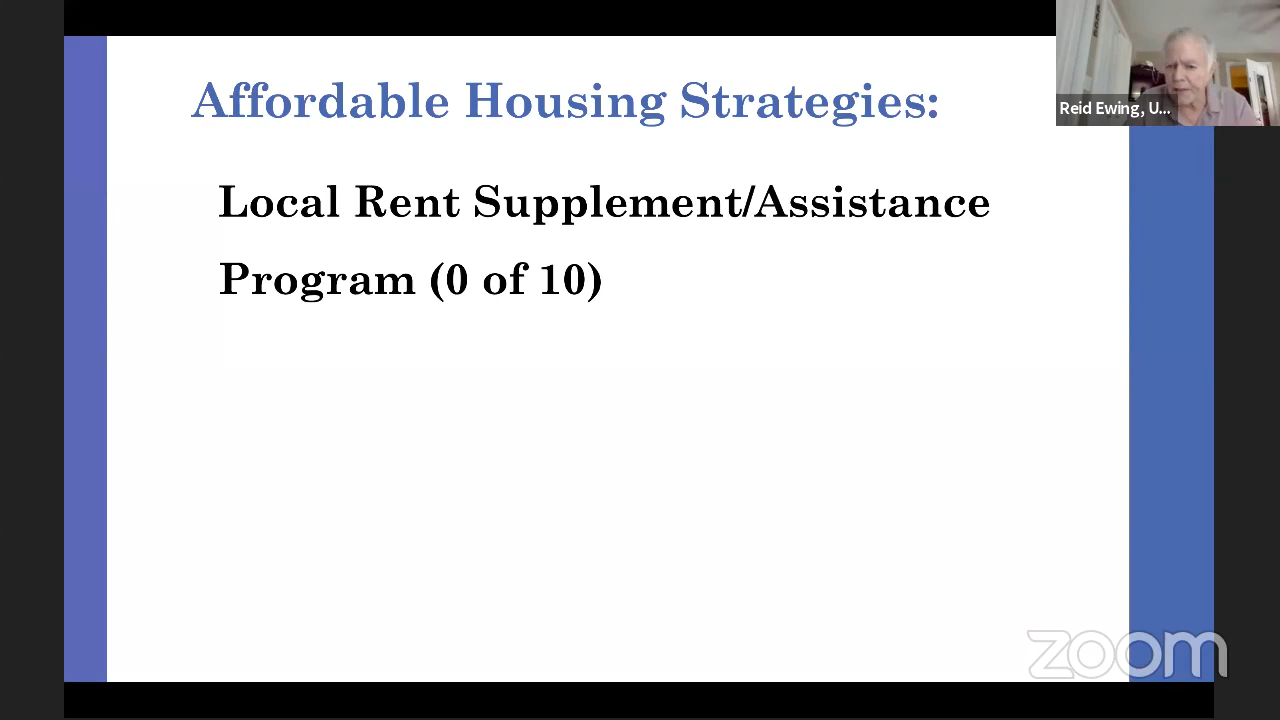 Affordable Housing Strategies:
Reid Ewing, U...
Local Rent Supplement/Assistance
Program (0 of 10)
zoom